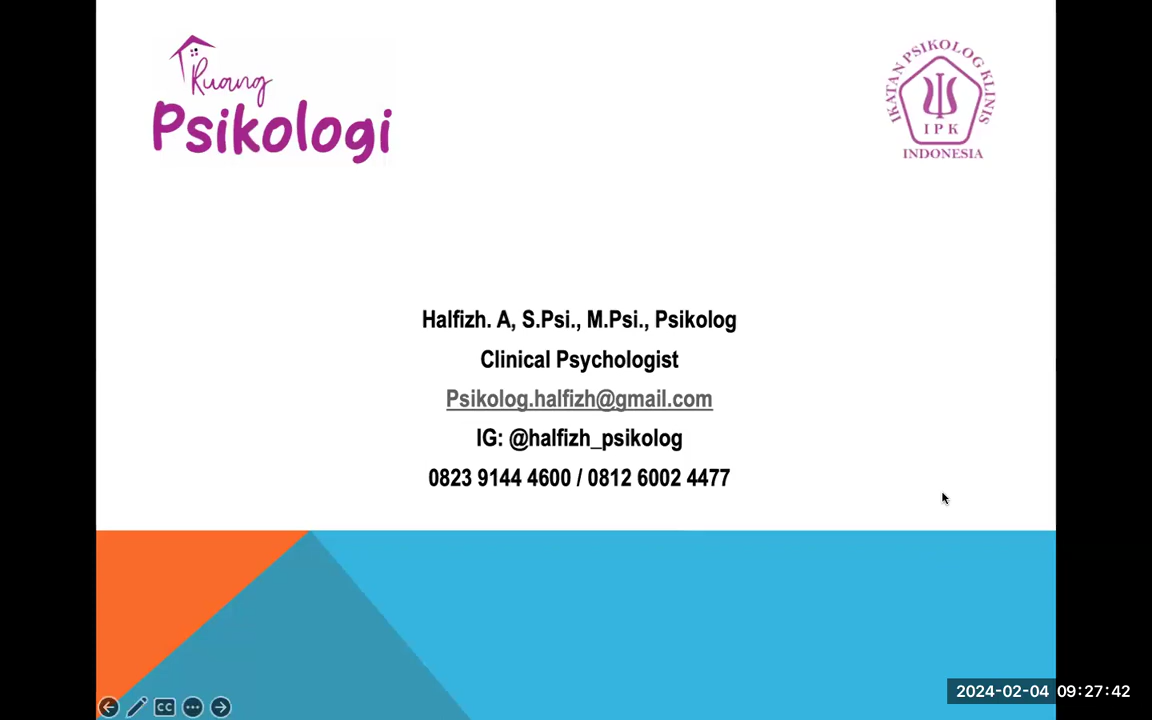 Ruang
Psikologi
IKATAN PSIKOLOG KLINIS
IPK
INDONESIA
Halfizh. A, S.Psi., M.Psi., Psikolog
Clinical Psychologist
Psikolog.halfizh@gmail.com
IG: @halfizh_psikolog
0823 9144 4600 / 0812 6002 4477
CC
2024-02-04 09:27:42